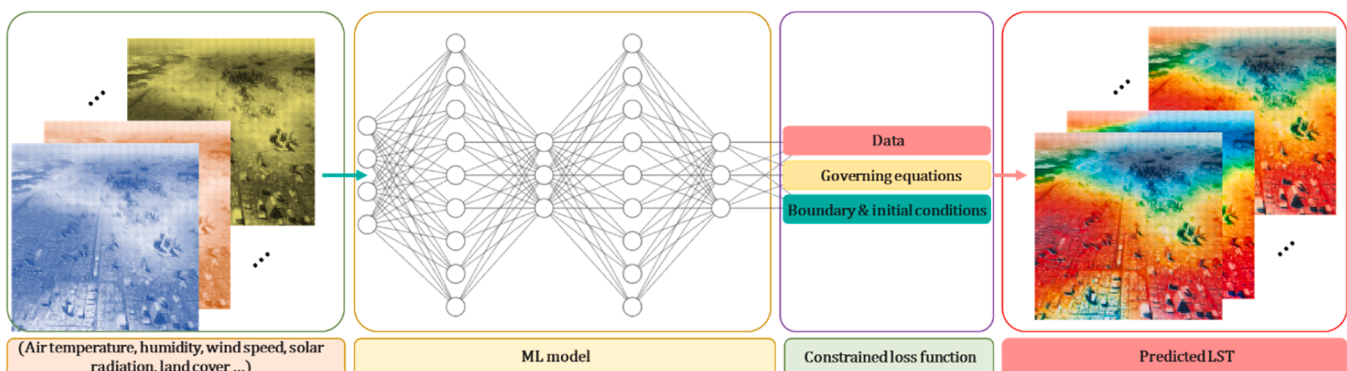 Data
Governing equations
Boundary & initial conditions
(Air temperature, humidity, wind speed, solar
radiation, land cover ...)
ML model
Constrained loss function
Predicted LST